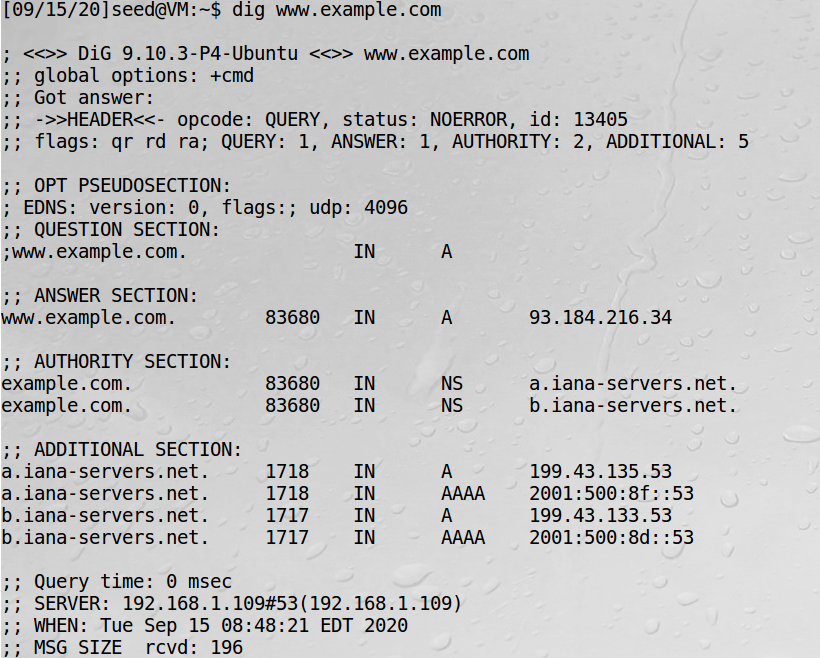 [09/15/20]seed@VM:~$ dig www.example.com
; <<>> DiG 9.10.3-P4-Ubuntu <<>> www.example.com
;; global options: +cmd
;; Got answer:
;; ->>HEADER<<- opcode: QUERY, status: NOERROR, id: 13405
;; flags: qr rd ra; QUERY: 1, ANSWER: 1, AUTHORITY: 2, ADDITIONAL: 5
;; OPT PSEUDOSECTION:
; EDNS: version: 0, flags:; udp: 4096
;; QUESTION SECTION:
;www.example.com. IN A
;; ANSWER SECTION:
www.example.com. 83680 IN A 93.184.216.34
;; AUTHORITY SECTION:
example.com. 83680 IN NS a.iana-servers.net.
example.com. 83680 IN NS b.iana-servers.net.
;; ADDITIONAL SECTION:
a.iana-servers.net. 1718 IN A 199.43.135.53
a.iana-servers.net. 1718 IN AAAA 2001:500:8f::53
b.iana-servers.net. 1717 IN A 199.43.133.53
b.iana-servers.net. 1717 IN AAAA 2001:500:8d::53
;; Query time: 0 msec
;; SERVER: 192.168.1.109#53(192.168.1.109)
;; WHEN: Tue Sep 15 08:48:21 EDT 2020
;; MSG SIZE rcvd: 196